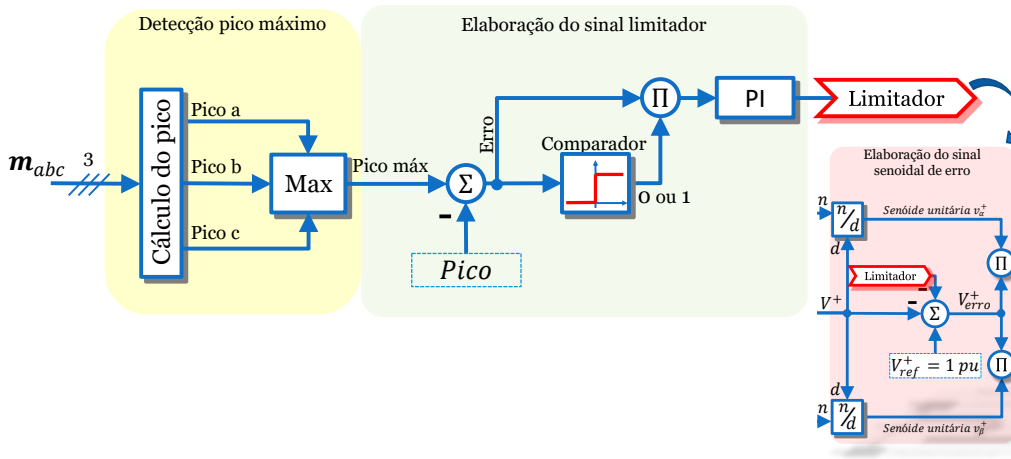 Detecção pico máximo
Elaboração do sinal limitador
m_abc
3
Cálculo do pico
Pico a
Pico b
Pico c
Max
Pico máx
Σ
-
Pico
Erro
Comparador
0 ou 1
Π
PI
Limitador
Elaboração do sinal
senoidal de erro
n
n/d
d
Senóide unitária v_α^+
Π
Limitador
-
V^+
-
Σ
V_erro^+
V_ref^+ = 1 pu
Π
d
n
n/d
Senóide unitária v_β^+